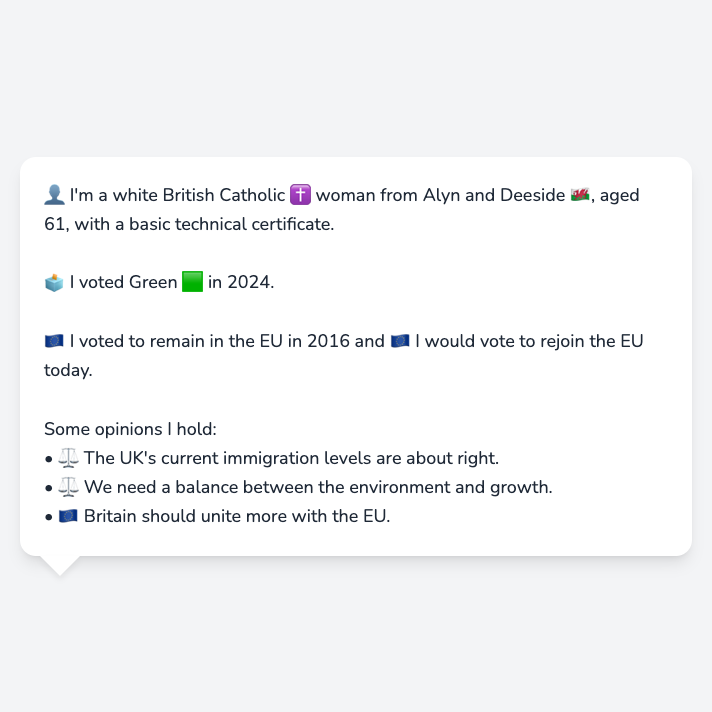 👤 I'm a white British Catholic ✝️ woman from Alyn and Deeside 🏴󠁧󠁢󠁷󠁬󠁳󠁿, aged
61, with a basic technical certificate.
🗳️ I voted Green 🟩 in 2024.
🇪🇺 I voted to remain in the EU in 2016 and 🇪🇺 I would vote to rejoin the EU
today.
Some opinions I hold:
• ⚖️ The UK's current immigration levels are about right.
• ⚖️ We need a balance between the environment and growth.
• 🇪🇺 Britain should unite more with the EU.